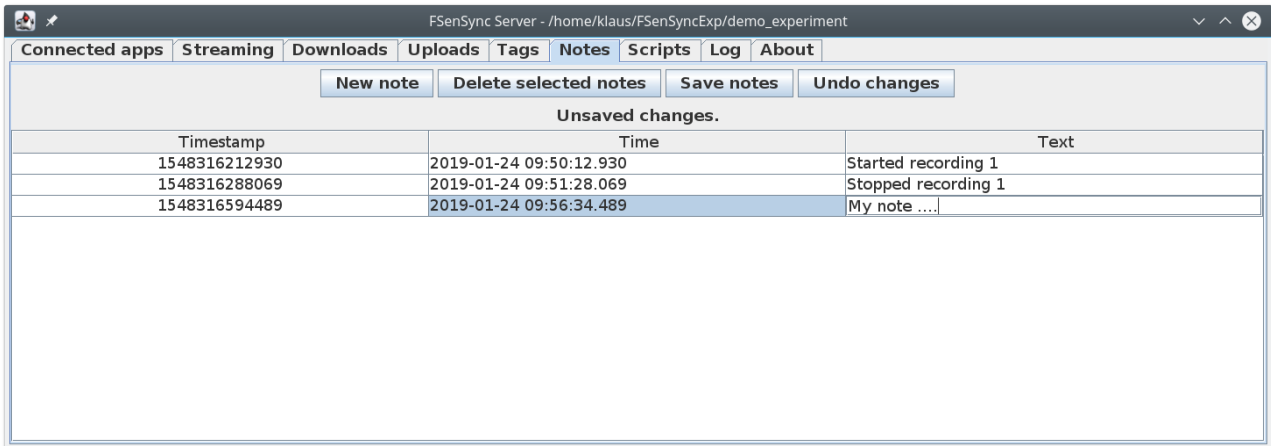 FSenSync Server - /home/klaus/FSenSyncExp/demo_experiment
Connected apps Streaming Downloads Uploads Tags Notes Scripts Log About
New note Delete selected notes Save notes Undo changes
Unsaved changes.
Timestamp Time Text
1548316212930 2019-01-24 09:50:12.930 Started recording 1
1548316288069 2019-01-24 09:51:28.069 Stopped recording 1
1548316594489 2019-01-24 09:56:34.489 My note ....